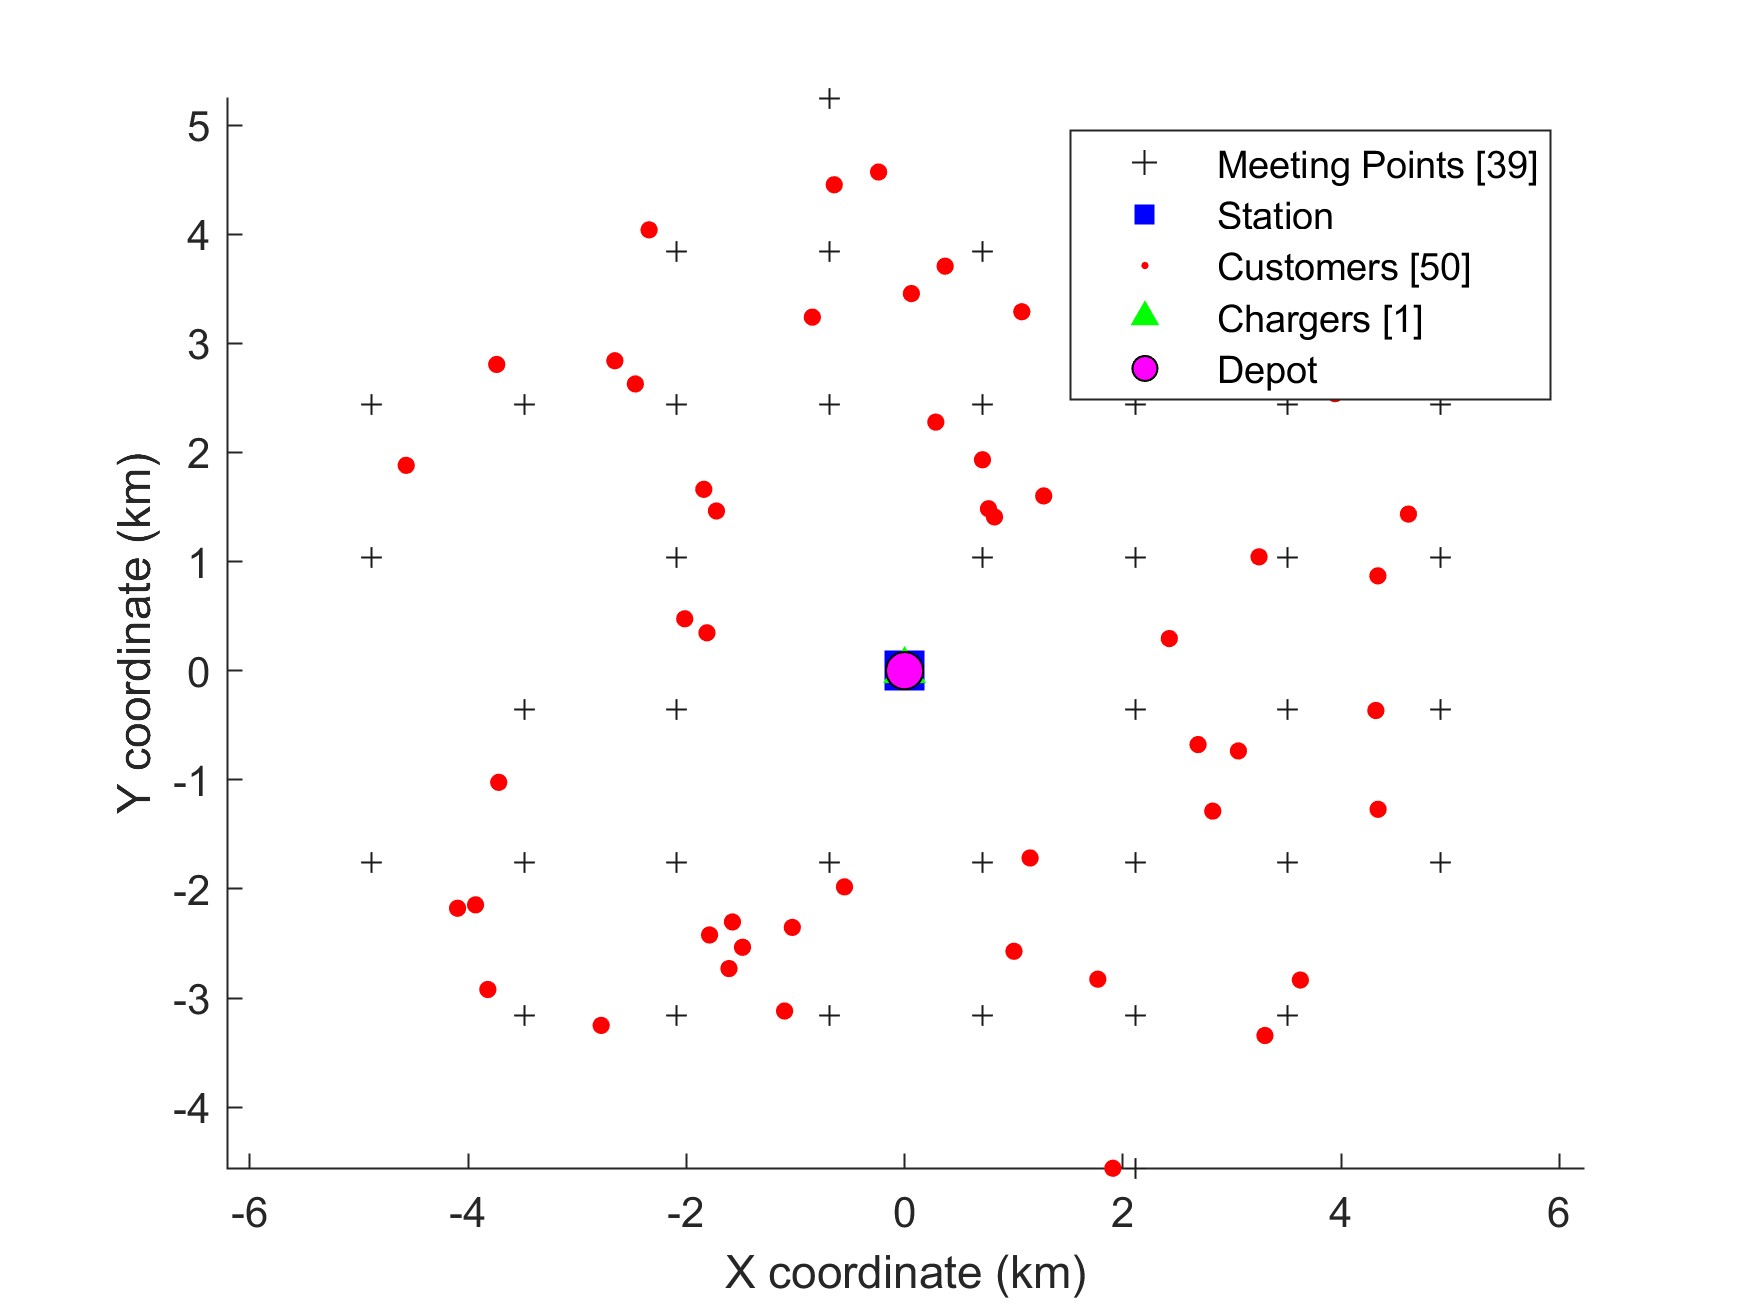 5
4
3
2
1
0
-1
-2
-3
-4
Y coordinate (km)
Meeting Points [39]
Station
Customers [50]
Chargers [1]
Depot
-6 -4 -2 0 2 4 6
X coordinate (km)